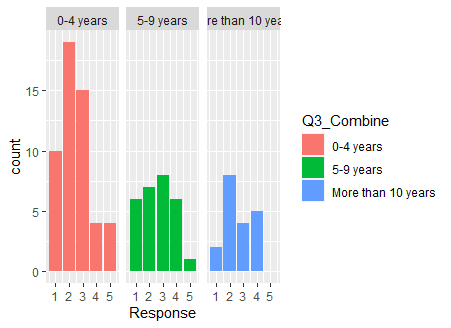 0-4 years 5-9 years re than 10 yea
15
10
5
0
count
1 2 3 4 5 1 2 3 4 5 1 2 3 4 5
Response
Q3_Combine
0-4 years
5-9 years
More than 10 years